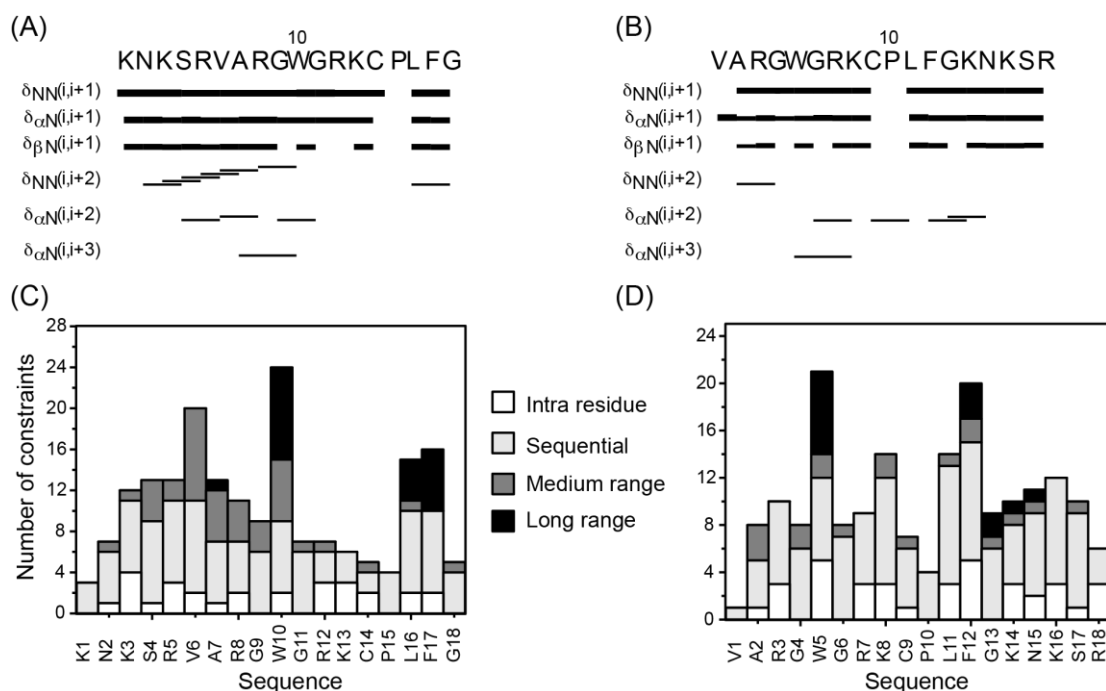 (A)
10
KNKSRVARGWGRKCPLFG
δNN(i,i+1)
δαN(i,i+1)
δβN(i,i+1)
δNN(i,i+2)
δαN(i,i+2)
δαN(i,i+3)
(B)
10
VARGWGRKCPLFGKNKSR
δNN(i,i+1)
δαN(i,i+1)
δβN(i,i+1)
δNN(i,i+2)
δαN(i,i+2)
δαN(i,i+3)
(C)
Number of constraints
28
24
20
16
12
8
4
0
K1 N2 K3 S4 R5 V6 A7 R8 G9 W10 G11 R12 K13 C14 P15 L16 F17 G18
Sequence
Intra residue
Sequential
Medium range
Long range
(D)
24
20
16
12
8
4
0
V1 A2 R3 G4 W5 G6 R7 K8 C9 P10 L11 F12 G13 K14 N15 K16 S17 R18
Sequence